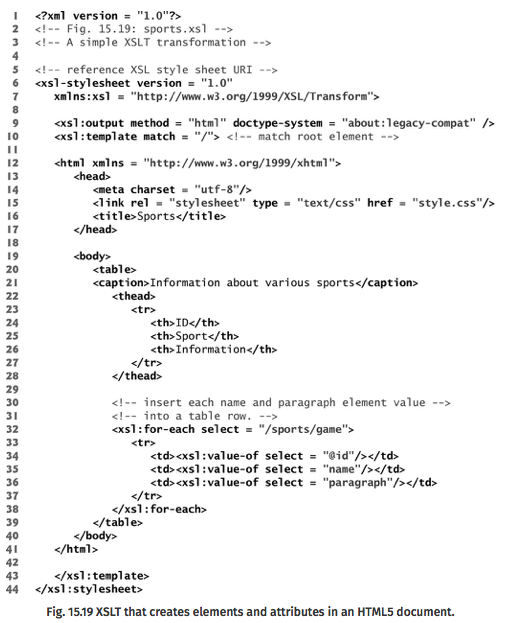 1 <?xml version = "1.0"?>
2 <!-- Fig. 15.19: sports.xsl -->
3 <!-- A simple XSLT transformation -->
4
5 <!-- reference XSL style sheet URI -->
6 <xsl-stylesheet version = "1.0"
7 xmlns:xsl = "http://www.w3.org/1999/XSL/Transform">
8
9 <xsl:output method = "html" doctype-system = "about:legacy-compat" />
10 <xsl:template match = "/"> <!-- match root element -->
11
12 <html xmlns = "http://www.w3.org/1999/xhtml">
13 <head>
14 <meta charset = "utf-8"/>
15 <link rel = "stylesheet" type = "text/css" href = "style.css"/>
16 <title>Sports</title>
17 </head>
18
19 <body>
20 <table>
21 <caption>Information about various sports</caption>
22 <thead>
23 <tr>
24 <th>ID</th>
25 <th>Sport</th>
26 <th>Information</th>
27 </tr>
28 </thead>
29
30 <!-- insert each name and paragraph element value -->
31 <!-- into a table row. -->
32 <xsl:for-each select = "/sports/game">
33 <tr>
34 <td><xsl:value-of select = "@id"/></td>
35 <td><xsl:value-of select = "name"/></td>
36 <td><xsl:value-of select = "paragraph"/></td>
37 </tr>
38 </xsl:for-each>
39 </table>
40 </body>
41 </html>
42
43 </xsl:template>
44 </xsl:stylesheet>
Fig. 15.19 XSLT that creates elements and attributes in an HTML5 document.